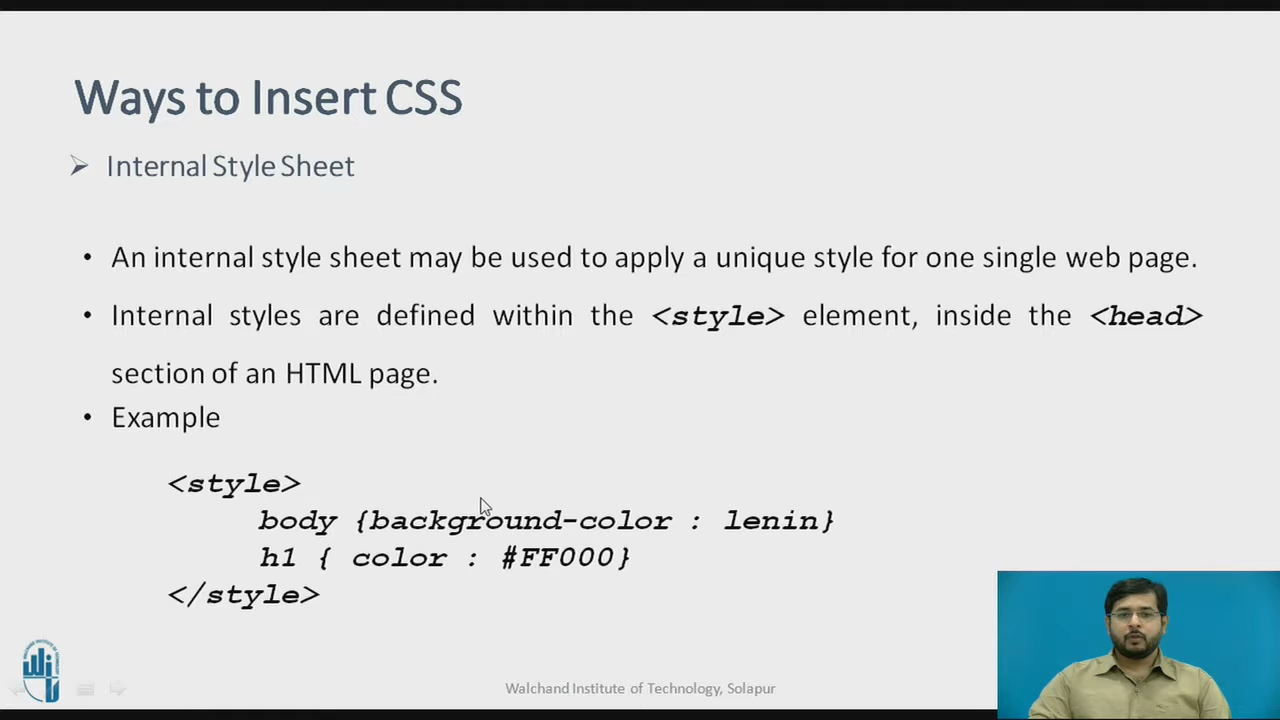 Ways to Insert CSS
➢ Internal Style Sheet
• An internal style sheet may be used to apply a unique style for one single web page.
• Internal styles are defined within the <style> element, inside the <head>
section of an HTML page.
• Example
<style>
body {background-color : lenin}
h1 { color : #FF000}
</style>
Walchand Institute of Technology, Solapur